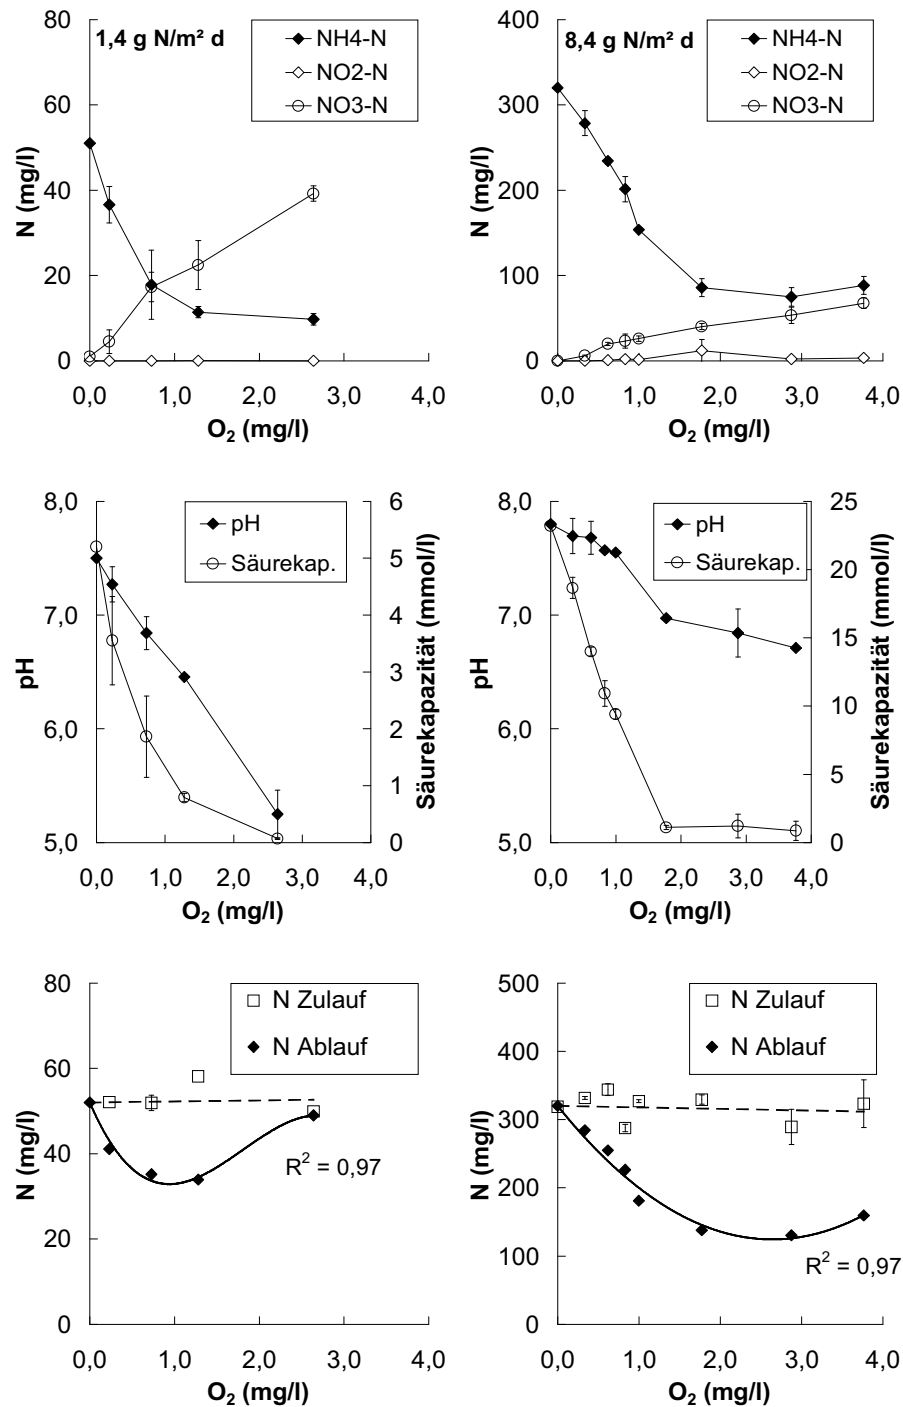 1,4 g N/m² d
NH4-N
NO2-N
NO3-N
80
60
40
20
0
N (mg/l)
0,0 1,0 2,0 3,0 4,0
O₂ (mg/l)
8,4 g N/m² d
NH4-N
NO2-N
NO3-N
400
300
200
100
0
N (mg/l)
0,0 1,0 2,0 3,0 4,0
O₂ (mg/l)
pH
Säurekap.
8,0
7,0
6,0
5,0
pH
6
5
4
3
2
1
0
Säurekapazität (mmol/l)
0,0 1,0 2,0 3,0 4,0
O₂ (mg/l)
pH
Säurekap.
8,0
7,0
6,0
5,0
pH
25
20
15
10
5
0
Säurekapazität (mmol/l)
0,0 1,0 2,0 3,0 4,0
O₂ (mg/l)
N Zulauf
N Ablauf
80
60
40
20
0
N (mg/l)
R² = 0,97
0,0 1,0 2,0 3,0 4,0
O₂ (mg/l)
N Zulauf
N Ablauf
500
400
300
200
100
0
N (mg/l)
R² = 0,97
0,0 1,0 2,0 3,0 4,0
O₂ (mg/l)